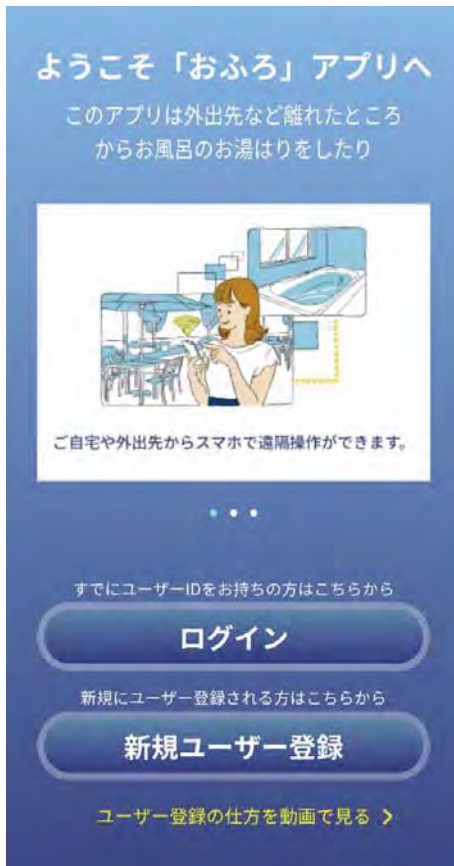 ようこそ「おふろ」アプリへ
このアプリは外出先など離れたところ
からお風呂のお湯はりをしたり
ご自宅や外出先からスマホで遠隔操作ができます。
すでにユーザーIDをお持ちの方はこちらから
ログイン
新規にユーザー登録される方はこちらから
新規ユーザー登録
ユーザー登録の仕方を動画で見る